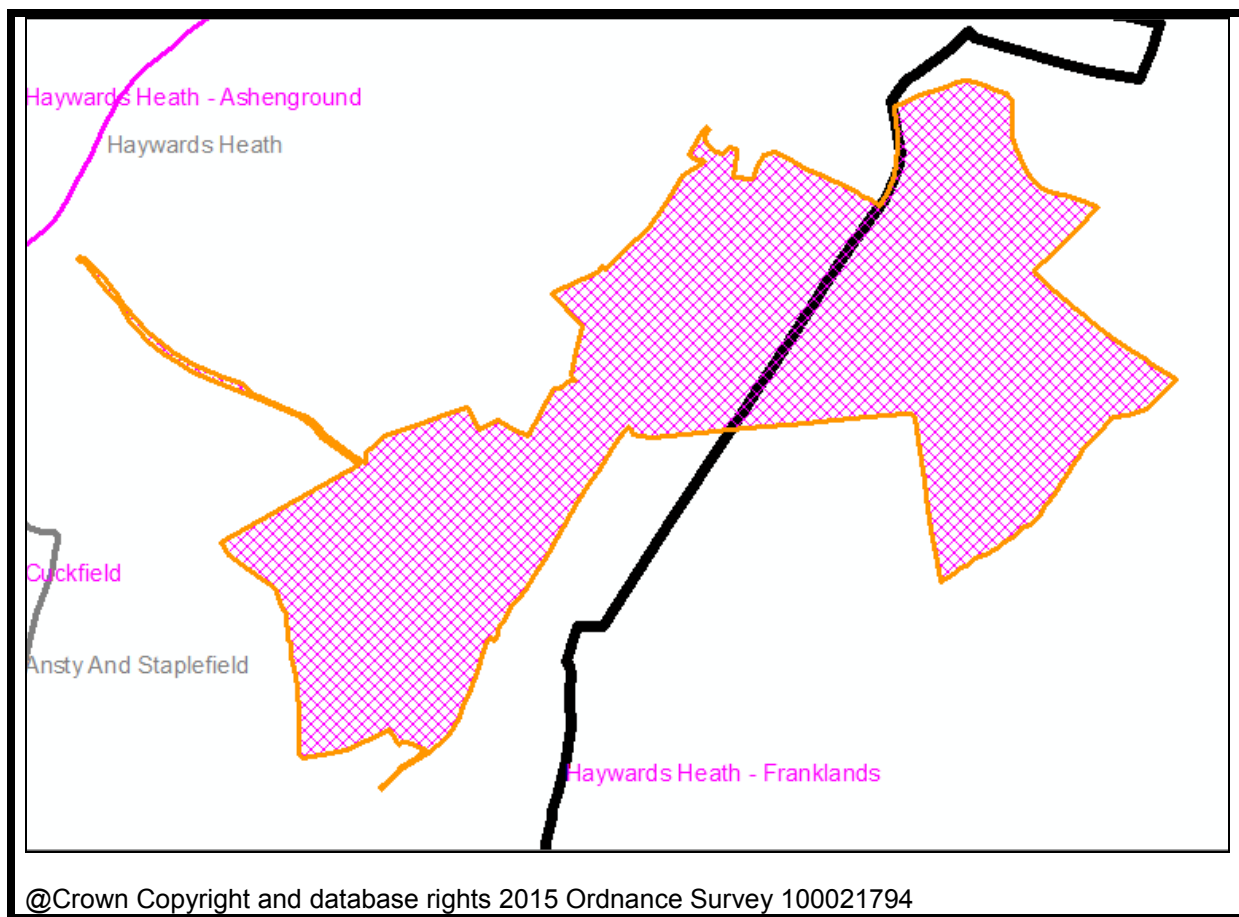 Haywards Heath - Ashenground
Haywards Heath
Cuckfield
Ansty And Staplefield
Haywards Heath - Franklands
@Crown Copyright and database rights 2015 Ordnance Survey 100021794